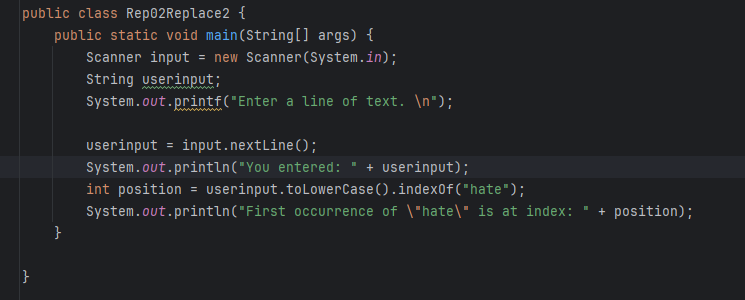 public class Rep02Replace2 {
    public static void main(String[] args) {
        Scanner input = new Scanner(System.in);
        String userinput;
        System.out.printf("Enter a line of text. \n");
        userinput = input.nextLine();
        System.out.println("You entered: " + userinput);
        int position = userinput.toLowerCase().indexOf("hate");
        System.out.println("First occurrence of \"hate\" is at index: " + position);
    }
}